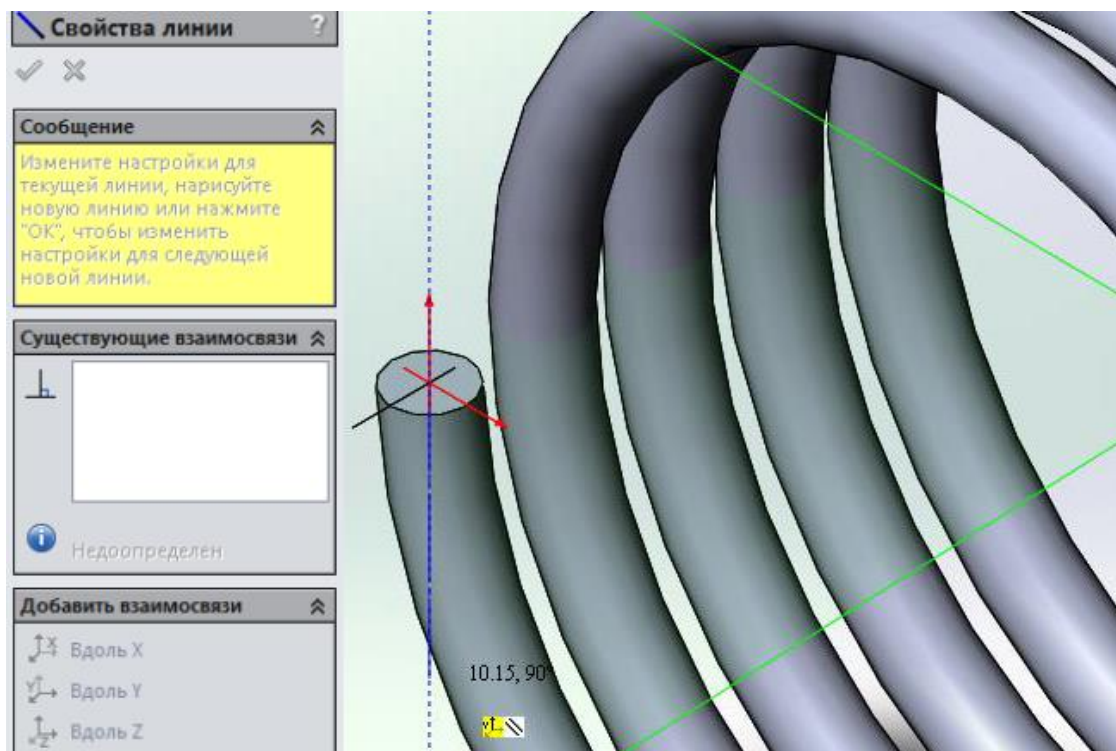 Свойства линии ?
Сообщение
Измените настройки для
текущей линии, нарисуйте
новую линию или нажмите
"ОК", чтобы изменить
настройки для следующей
новой линии.
Существующие взаимосвязи
Недоопределен
Добавить взаимосвязи
Вдоль X
Вдоль Y
Вдоль Z
10.15, 90°